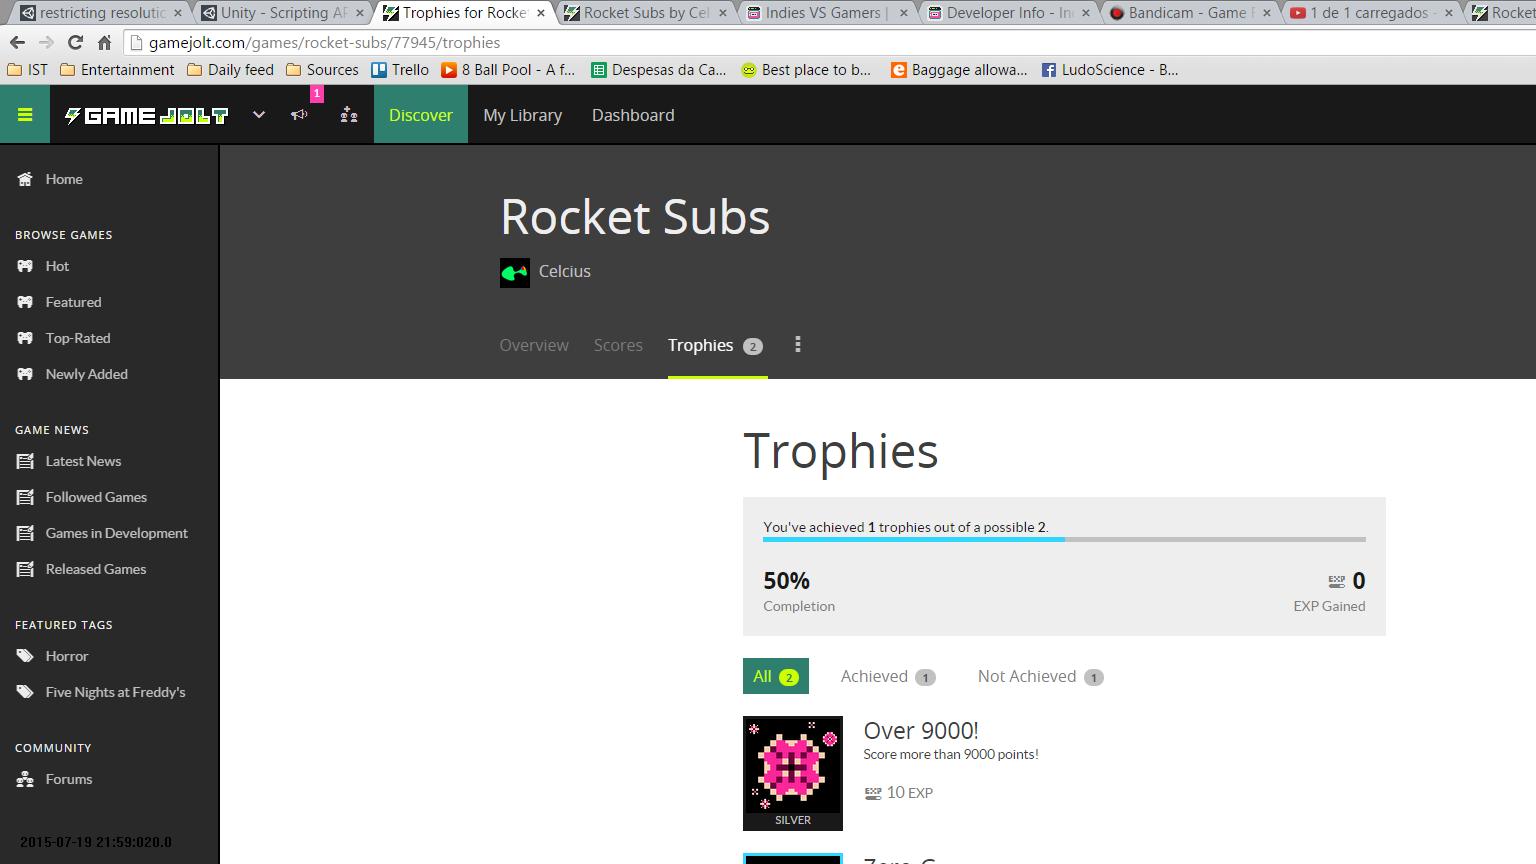 restricting resolutic
Unity - Scripting AP
Trophies for Rocke
Rocket Subs by Cel
Indies VS Gamers |
Developer Info - In
Bandicam - Game F
1 de 1 carregados -
Rocket
gamejolt.com/games/rocket-subs/77945/trophies
IST
Entertainment
Daily feed
Sources
Trello
8 Ball Pool - A f...
Despesas da Ca...
Best place to b...
Baggage allowa...
LudoScience - B...
GAME JOLT
1
Discover
My Library
Dashboard
Home
BROWSE GAMES
Hot
Featured
Top-Rated
Newly Added
GAME NEWS
Latest News
Followed Games
Games in Development
Released Games
FEATURED TAGS
Horror
Five Nights at Freddy's
COMMUNITY
Forums
2015-07-19 21:59:020.0
Rocket Subs
Celcius
Overview
Scores
Trophies 2
Trophies
You've achieved 1 trophies out of a possible 2.
50%
Completion
EXP 0
EXP Gained
All 2
Achieved 1
Not Achieved 1
SILVER
Over 9000!
Score more than 9000 points!
EXP 10 EXP